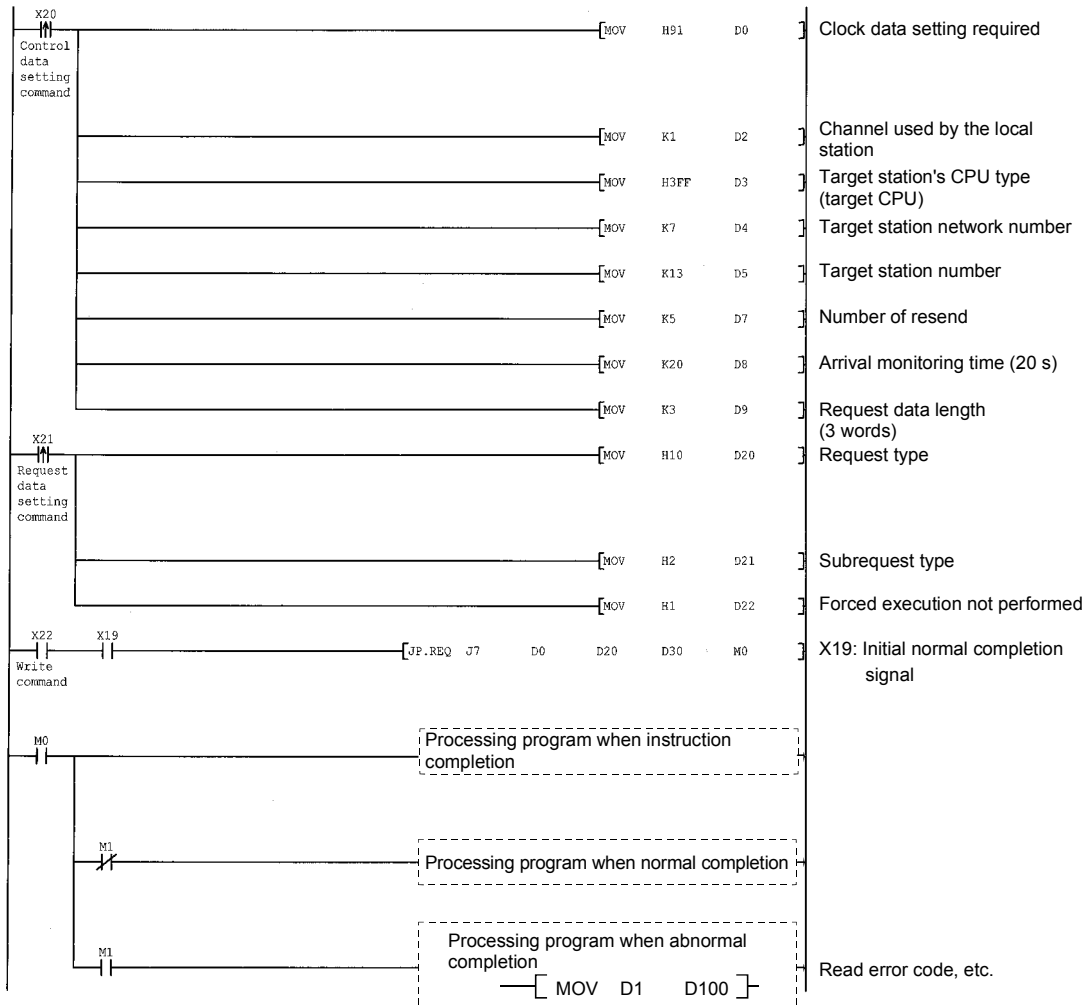 X20
[MOV H91 D0 ] Clock data setting required
Control
data
setting
command
[MOV K1 D2 ] Channel used by the local
station
[MOV H3FF D3 ] Target station's CPU type
(target CPU)
[MOV K7 D4 ] Target station network number
[MOV K13 D5 ] Target station number
[MOV K5 D7 ] Number of resend
[MOV K20 D8 ] Arrival monitoring time (20 s)
[MOV K3 D9 ] Request data length
(3 words)
X21
[MOV H10 D20 ] Request type
Request
data
setting
command
[MOV H2 D21 ] Subrequest type
[MOV H1 D22 ] Forced execution not performed
X22 X19
[JP.REQ J7 D0 D20 D30 M0 ] X19: Initial normal completion
signal
Write
command
M0
Processing program when instruction
completion
M1
Processing program when normal completion
M1
Processing program when abnormal
completion
[ MOV D1 D100 ]
Read error code, etc.